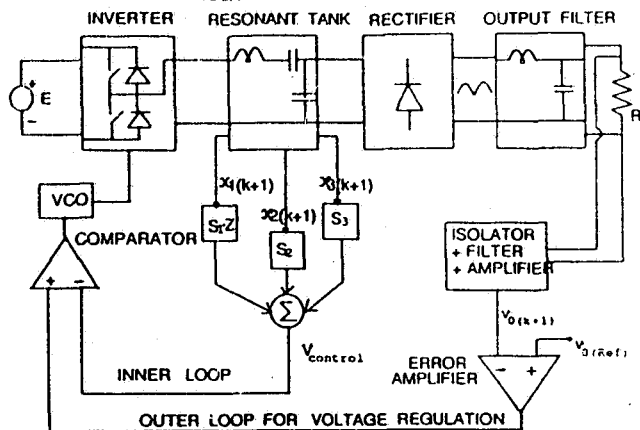 INVERTER RESONANT TANK RECTIFIER OUTPUT FILTER
+
E
−
R
x1(k+1) x3(k+1)
x2(k+1)
VCO
S1Z S3
S2
COMPARATOR
ISOLATOR
+ FILTER
+ AMPLIFIER
+ −
Σ
Vcontrol
V0(k+1)
V0(Ref)
INNER LOOP
ERROR
AMPLIFIER
− +
OUTER LOOP FOR VOLTAGE REGULATION